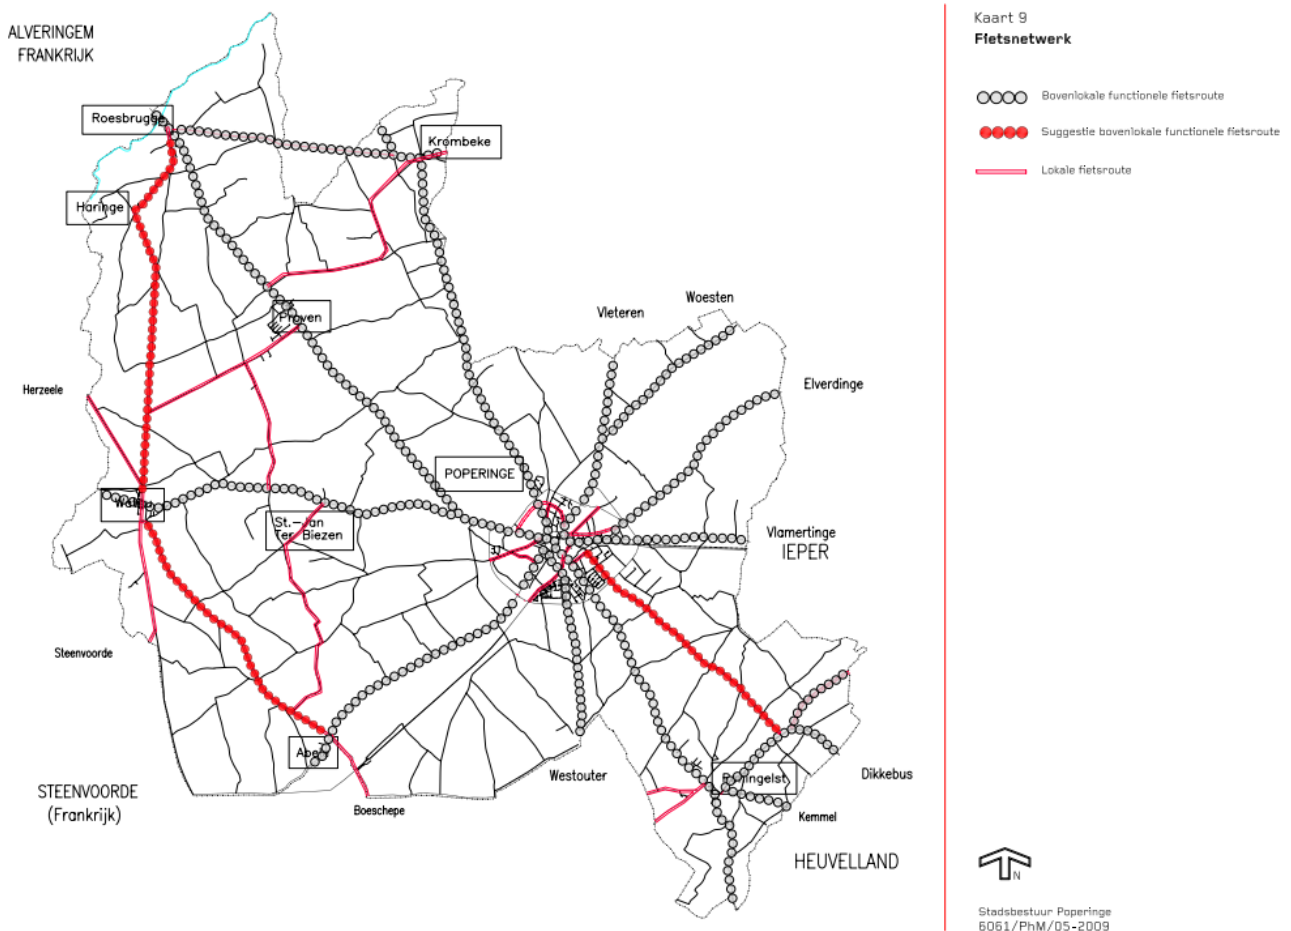 ALVERINGEM
FRANKRIJK
Roesbrugge
Krombeke
Haringe
Proven
Vleteren
Woesten
Herzeele
Elverdinge
POPERINGE
St.-Jan
Ter Biezen
Vlamertinge
IEPER
Steenvoorde
STEENVOORDE
(Frankrijk)
Boeschepe
Westouter
Dikkebus
Kemmel
HEUVELLAND
Kaart 9
Fietsnetwerk
Bovenlokale functionele fietsroute
Suggestie bovenlokale functionele fietsroute
Lokale fietsroute
N
Stadsbestuur Poperinge
6061/PhM/05-2009